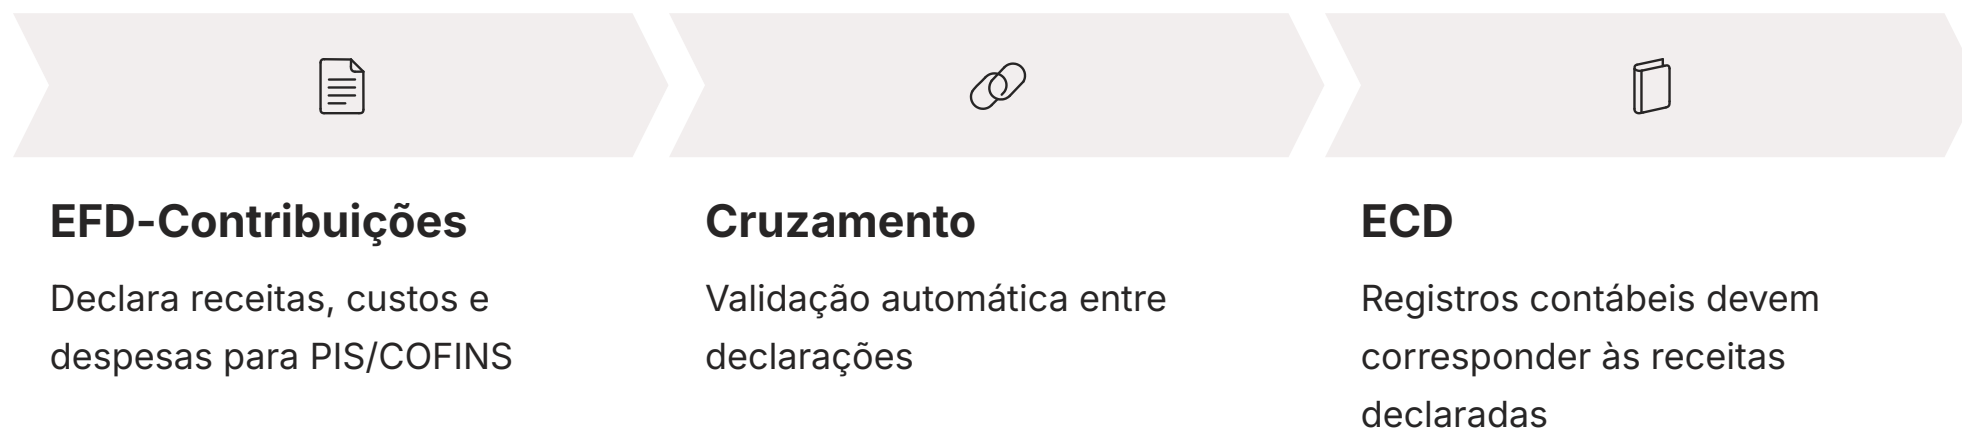 EFD-Contribuições
Declara receitas, custos e
despesas para PIS/COFINS
Cruzamento
Validação automática entre
declarações
ECD
Registros contábeis devem
corresponder às receitas
declaradas